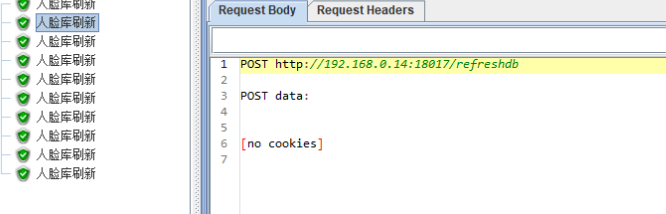 人脸库刷新
人脸库刷新
人脸库刷新
人脸库刷新
人脸库刷新
人脸库刷新
人脸库刷新
人脸库刷新
人脸库刷新
人脸库刷新
Request Body Request Headers
1 POST http://192.168.0.14:18017/refreshdb
2
3 POST data:
4
5
6 [no cookies]
7